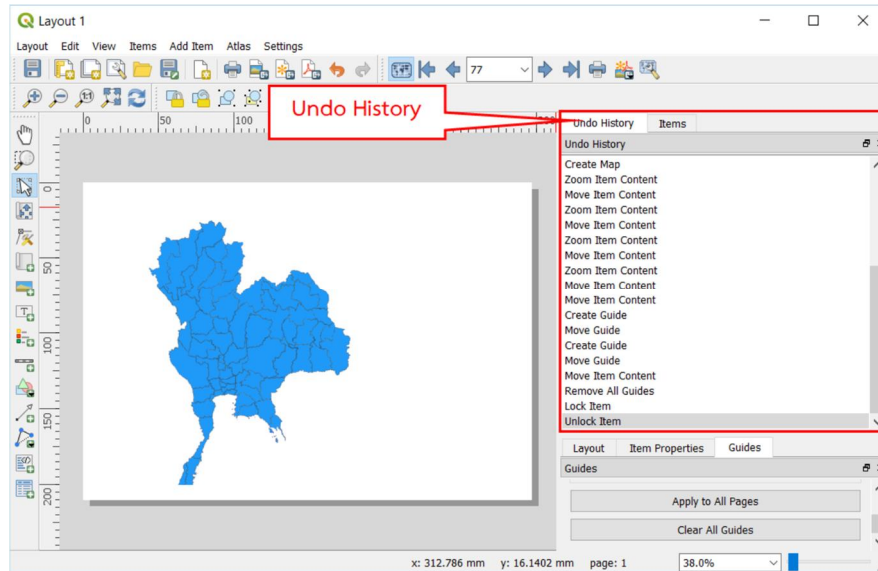 Layout 1
Layout Edit View Items Add Item Atlas Settings
77
Undo History
0 50 100
Undo History Items
Undo History
Create Map
Zoom Item Content
Move Item Content
Zoom Item Content
Move Item Content
Zoom Item Content
Move Item Content
Zoom Item Content
Move Item Content
Move Item Content
Create Guide
Move Guide
Create Guide
Move Guide
Move Item Content
Remove All Guides
Lock Item
Unlock Item
0
50
100
150
200
Layout Item Properties Guides
Guides
Apply to All Pages
Clear All Guides
x: 312.786 mm y: 16.1402 mm page: 1 38.0%